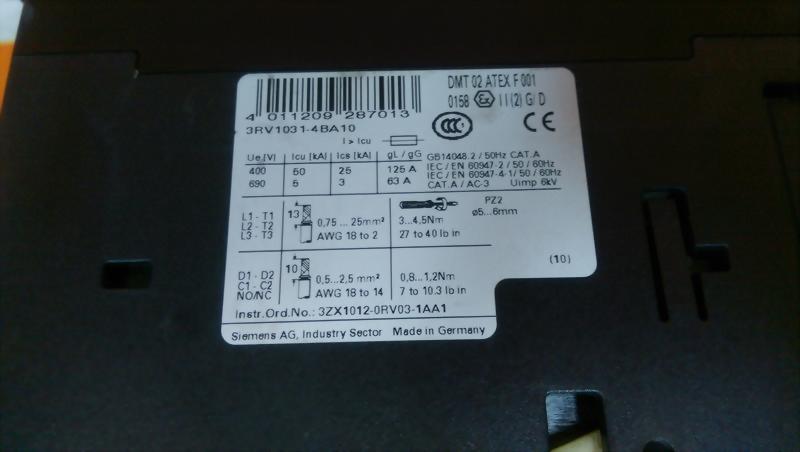 4 011209 287013
3RV1031-4BA10
I > Icu
DMT 02 ATEX F 001
0158 Ex II (2) G/D
CCC
CE
Ue [V] Icu [kA] Ics [kA] gL / gG
400 50 25 125 A
690 5 3 63 A
GB14048.2 / 50Hz CAT.A
IEC / EN 60947-2 / 50 / 60Hz
IEC / EN 60947-4-1 / 50 / 60Hz
CAT.A / AC-3 Uimp 6kV
L1 - T1
L2 - T2
L3 - T3
13
0,75 ... 25mm²
AWG 18 to 2
3...4,5Nm
27 to 40 lb in
PZ2
ø5...6mm
D1 - D2
C1 - C2
NO/NC
10
0,5...2,5 mm²
AWG 18 to 14
0,8...1,2Nm
7 to 10.3 lb in
(10)
Instr.Ord.No.: 3ZX1012-0RV03-1AA1
Siemens AG, Industry Sector Made in Germany